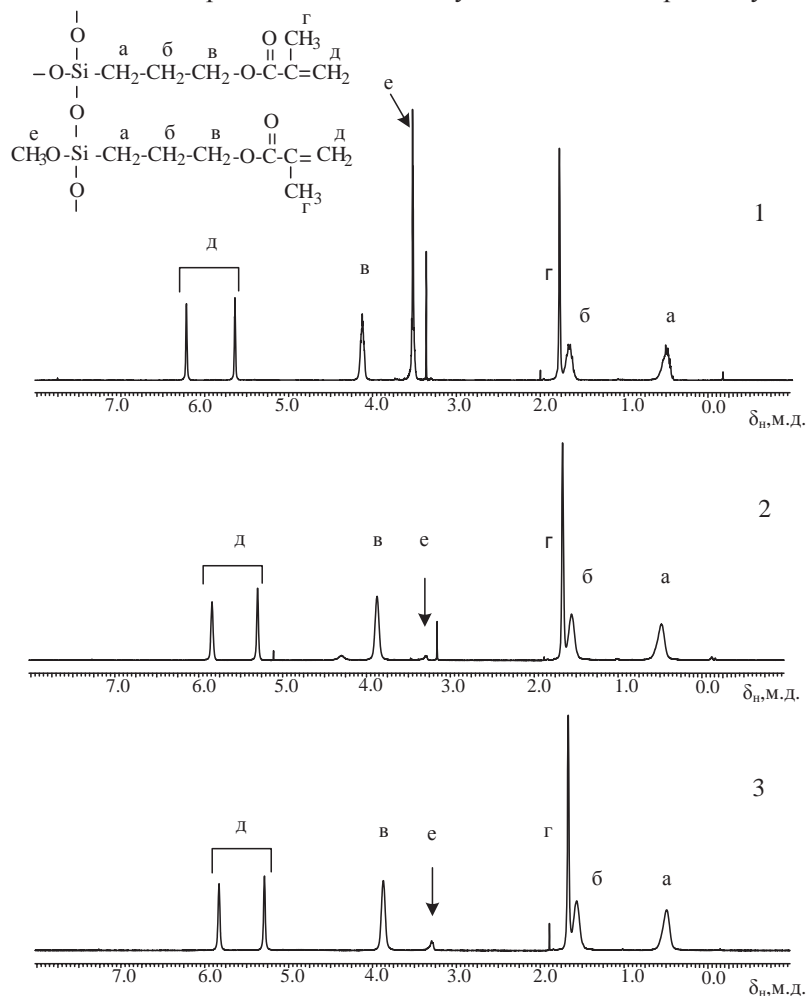 O г
O а б в O CH₃ д
– O-Si -CH₂-CH₂-CH₂-O-C-C=CH₂
O
е а б в O д
CH₃O-Si -CH₂-CH₂-CH₂-O-C-C=CH₂
O CH₃
г
е
1
д в г б а
7.0 6.0 5.0 4.0 3.0 2.0 1.0 0.0
δн,м.д.
2
д в е г б а
7.0 6.0 5.0 4.0 3.0 2.0 1.0 0.0
δн,м.д.
3
д в е г б а
7.0 6.0 5.0 4.0 3.0 2.0 1.0 0.0
δн,м.д.